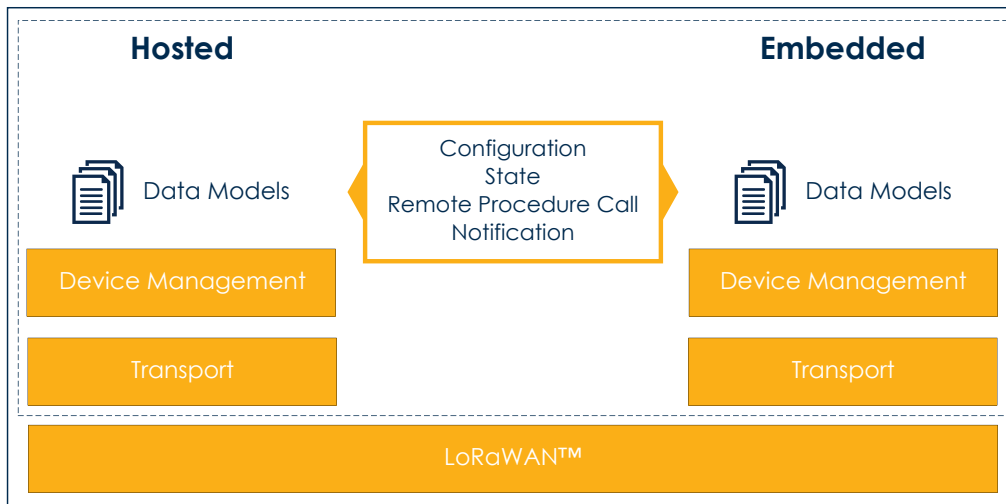 Hosted
Embedded
Configuration
State
Remote Procedure Call
Notification
Data Models
Data Models
Device Management
Device Management
Transport
Transport
LoRaWAN™